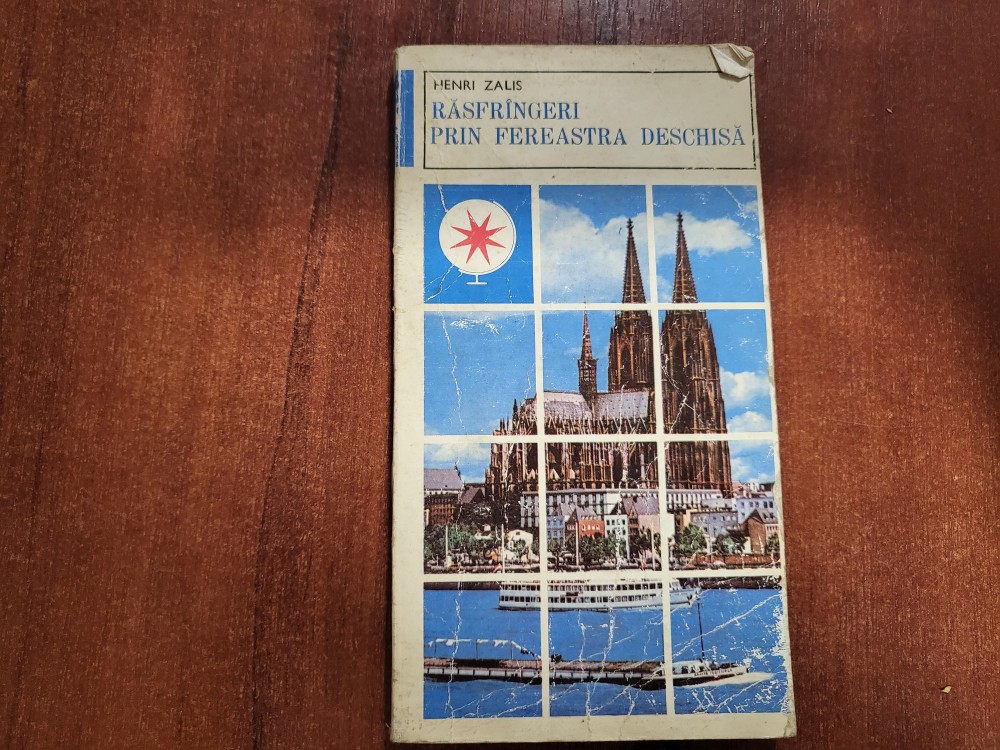 HENRI ZALIS
RĂSFRÎNGERI
PRIN FEREASTRA DESCHISĂ